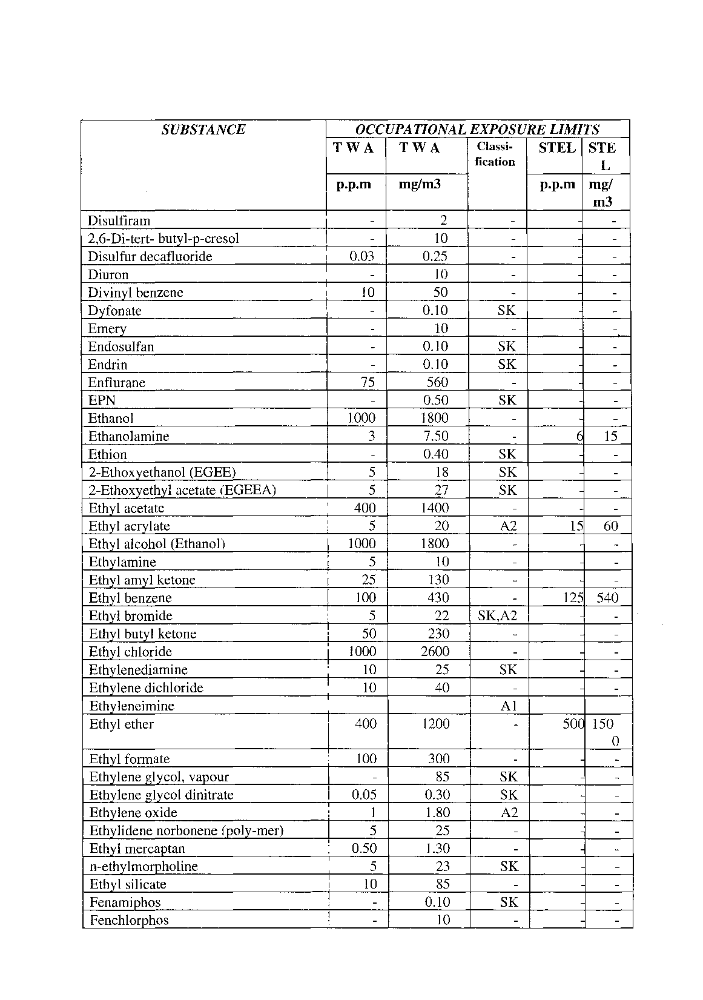 SUBSTANCE OCCUPATIONAL EXPOSURE LIMITS
T W A T W A Classi- STEL STE
fication L
p.p.m mg/m3 p.p.m mg/
m3
Disulfiram - 2 - - -
2,6-Di-tert- butyl-p-cresol - 10 - - -
Disulfur decafluoride 0.03 0.25 - - -
Diuron - 10 - - -
Divinyl benzene 10 50 - - -
Dyfonate - 0.10 SK - -
Emery - 10 - - -
Endosulfan - 0.10 SK - -
Endrin - 0.10 SK - -
Enflurane 75 560 - - -
EPN - 0.50 SK - -
Ethanol 1000 1800 - - -
Ethanolamine 3 7.50 - 6 15
Ethion - 0.40 SK - -
2-Ethoxyethanol (EGEE) 5 18 SK - -
2-Ethoxyethyl acetate (EGEEA) 5 27 SK - -
Ethyl acetate 400 1400 - - -
Ethyl acrylate 5 20 A2 15 60
Ethyl alcohol (Ethanol) 1000 1800 - - -
Ethylamine 5 10 - - -
Ethyl amyl ketone 25 130 - - -
Ethyl benzene 100 430 - 125 540
Ethyl bromide 5 22 SK,A2 - -
Ethyl butyl ketone 50 230 - - -
Ethyl chloride 1000 2600 - - -
Ethylenediamine 10 25 SK - -
Ethylene dichloride 10 40 - - -
Ethyleneimine A1
Ethyl ether 400 1200 - 500 150
0
Ethyl formate 100 300 - - -
Ethylene glycol, vapour - 85 SK - -
Ethylene glycol dinitrate 0.05 0.30 SK - -
Ethylene oxide 1 1.80 A2 - -
Ethylidene norbonene (poly-mer) 5 25 - - -
Ethyl mercaptan 0.50 1.30 - - -
n-ethylmorpholine 5 23 SK - -
Ethyl silicate 10 85 - - -
Fenamiphos - 0.10 SK - -
Fenchlorphos - 10 - - -